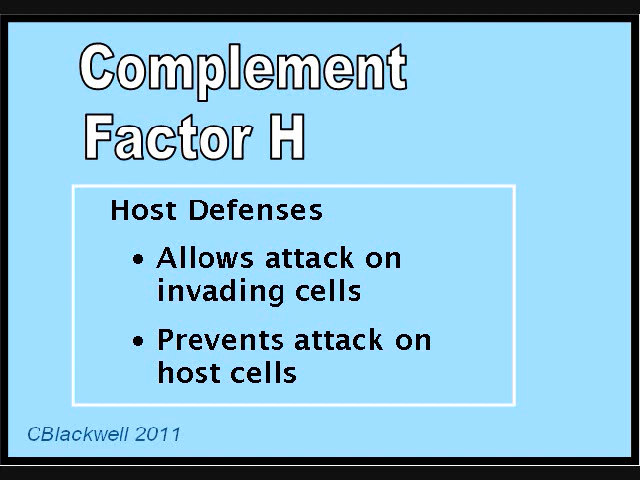 Complement
Factor H
Host Defenses
• Allows attack on
invading cells
• Prevents attack on
host cells
CBlackwell 2011